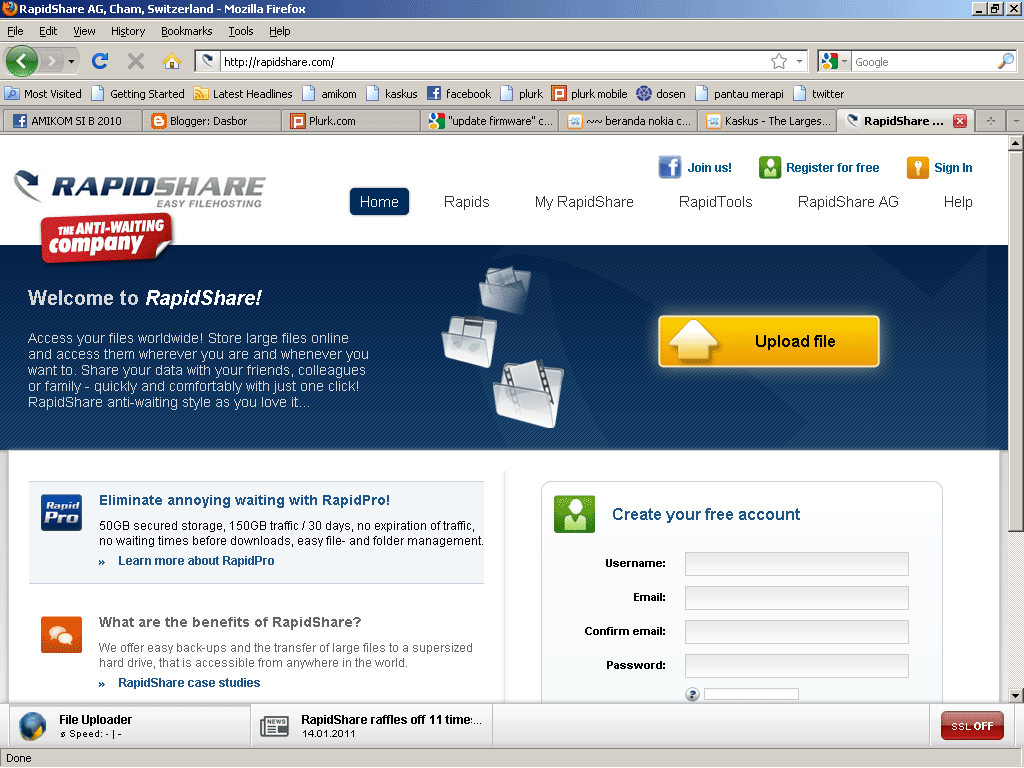 RapidShare AG, Cham, Switzerland - Mozilla Firefox
File Edit View History Bookmarks Tools Help
http://rapidshare.com/
Google
Most Visited Getting Started Latest Headlines amikom kaskus facebook plurk plurk mobile dosen pantau merapi twitter
AMIKOM SI B 2010 Blogger: Dasbor Plurk.com "update firmware" c... ~~ beranda nokia c... Kaskus - The Larges... RapidShare ...
Join us! Register for free Sign In
RAPIDSHARE
EASY FILEHOSTING
Home Rapids My RapidShare RapidTools RapidShare AG Help
THE ANTI-WAITING
company
Welcome to RapidShare!
Access your files worldwide! Store large files online
and access them wherever you are and whenever you
want to. Share your data with your friends, colleagues
or family - quickly and comfortably with just one click!
RapidShare anti-waiting style as you love it...
Upload file
Rapid
Pro
Eliminate annoying waiting with RapidPro!
50GB secured storage, 150GB traffic / 30 days, no expiration of traffic,
no waiting times before downloads, easy file- and folder management.
» Learn more about RapidPro
What are the benefits of RapidShare?
We offer easy back-ups and the transfer of large files to a supersized
hard drive, that is accessible from anywhere in the world.
» RapidShare case studies
Create your free account
Username:
Email:
Confirm email:
Password:
?
File Uploader
ø Speed: - | -
NEWS
RapidShare raffles off 11 time:...
14.01.2011
SSL OFF
Done